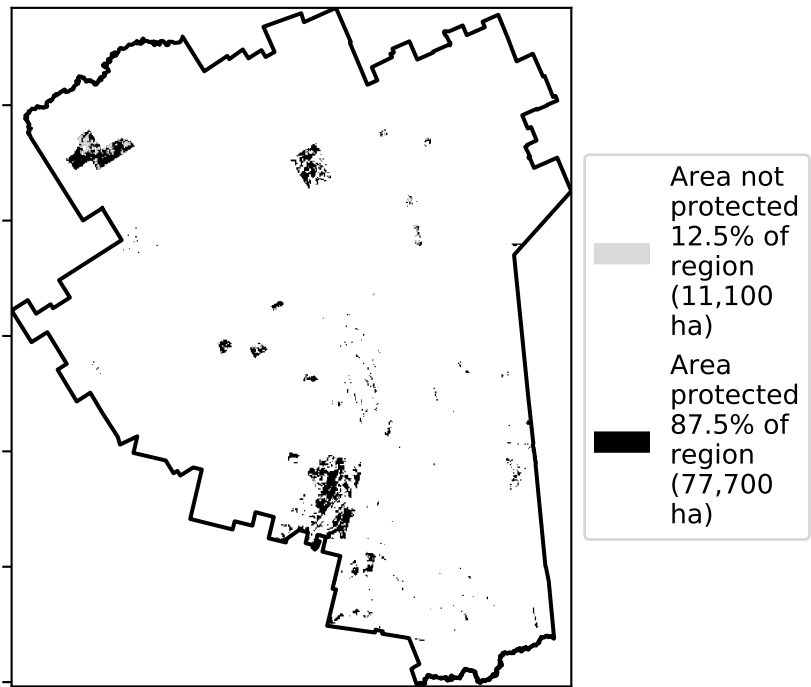 Area not
protected
12.5% of
region
(11,100
ha)
Area
protected
87.5% of
region
(77,700
ha)